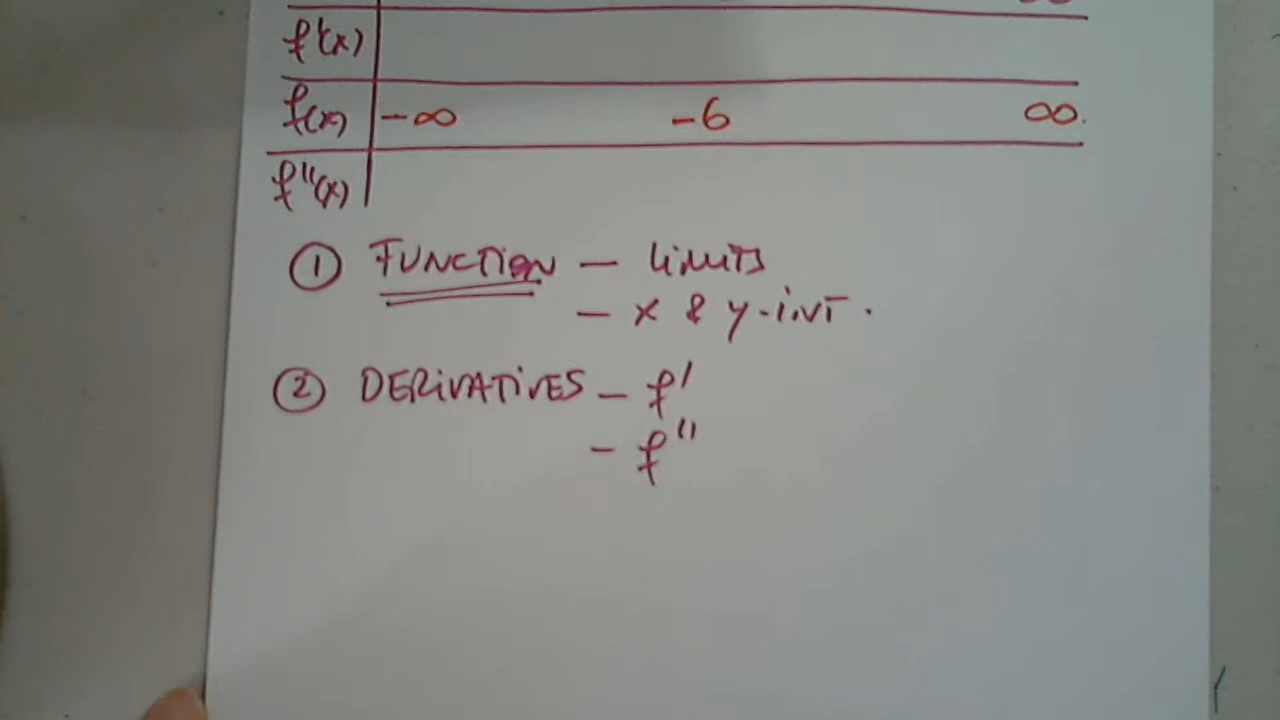 f'(x)
f(x) -∞ -6 ∞.
f''(x)
① FUNCTION - limits
- x & y-int.
② DERiVATiVES - f'
- f''